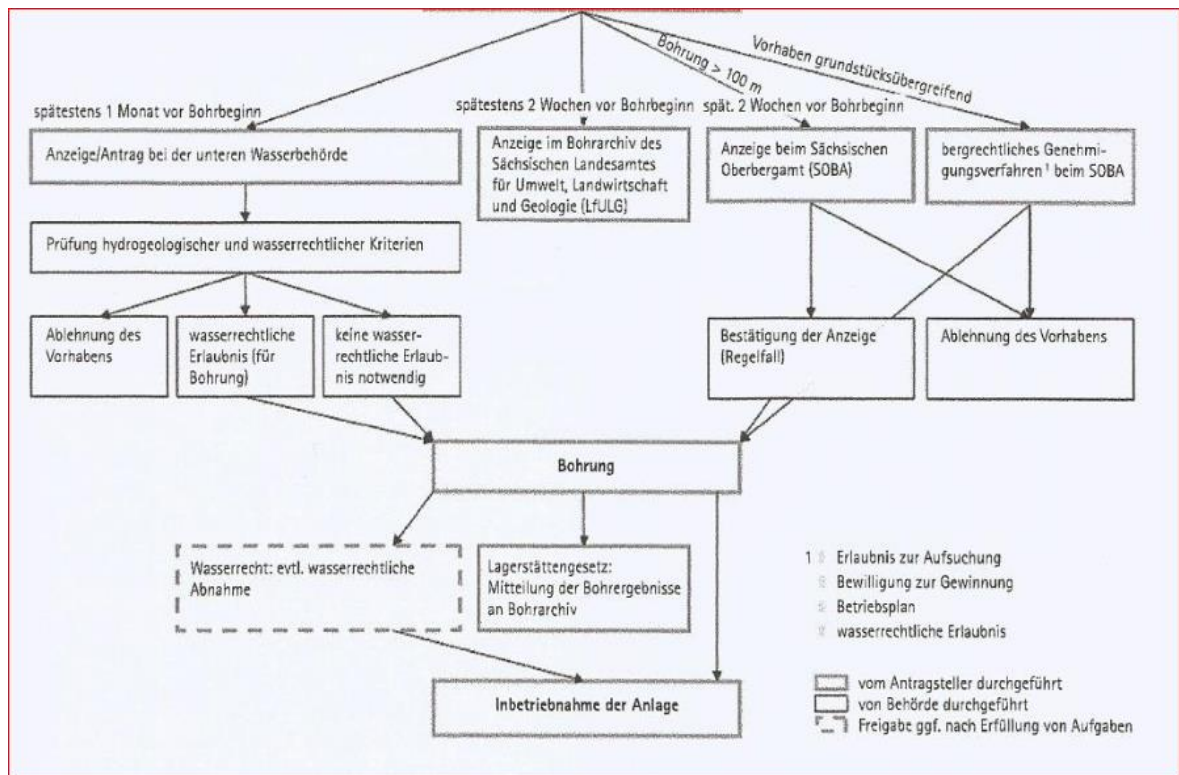 Bohrung > 100 m
Vorhaben grundstücksübergreifend
spätestens 1 Monat vor Bohrbeginn
spätestens 2 Wochen vor Bohrbeginn
spät. 2 Wochen vor Bohrbeginn
Anzeige/Antrag bei der unteren Wasserbehörde
Anzeige im Bohrarchiv des
Sächsischen Landesamtes
für Umwelt, Landwirtschaft
und Geologie (LfULG)
Anzeige beim Sächsischen
Oberbergamt (SOBA)
bergrechtliches Genehmi-
gungsverfahren¹ beim SOBA
Prüfung hydrogeologischer und wasserrechtlicher Kriterien
Ablehnung des
Vorhabens
wasserrechtliche
Erlaubnis (für
Bohrung)
keine wasser-
rechtliche Erlaub-
nis notwendig
Bestätigung der Anzeige
(Regelfall)
Ablehnung des Vorhabens
Bohrung
Wasserrecht: evtl. wasserrechtliche
Abnahme
Lagerstättengesetz:
Mitteilung der Bohrergebnisse
an Bohrarchiv
1 Erlaubnis zur Aufsuchung
Bewilligung zur Gewinnung
Betriebsplan
wasserrechtliche Erlaubnis
Inbetriebnahme der Anlage
vom Antragsteller durchgeführt
von Behörde durchgeführt
Freigabe ggf. nach Erfüllung von Aufgaben